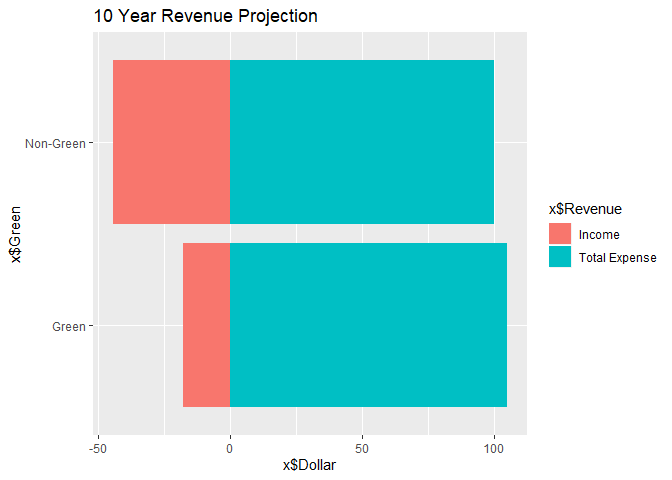 10 Year Revenue Projection
x$Green
Non-Green
Green
-50
0
50
100
x$Dollar
x$Revenue
Income
Total Expense